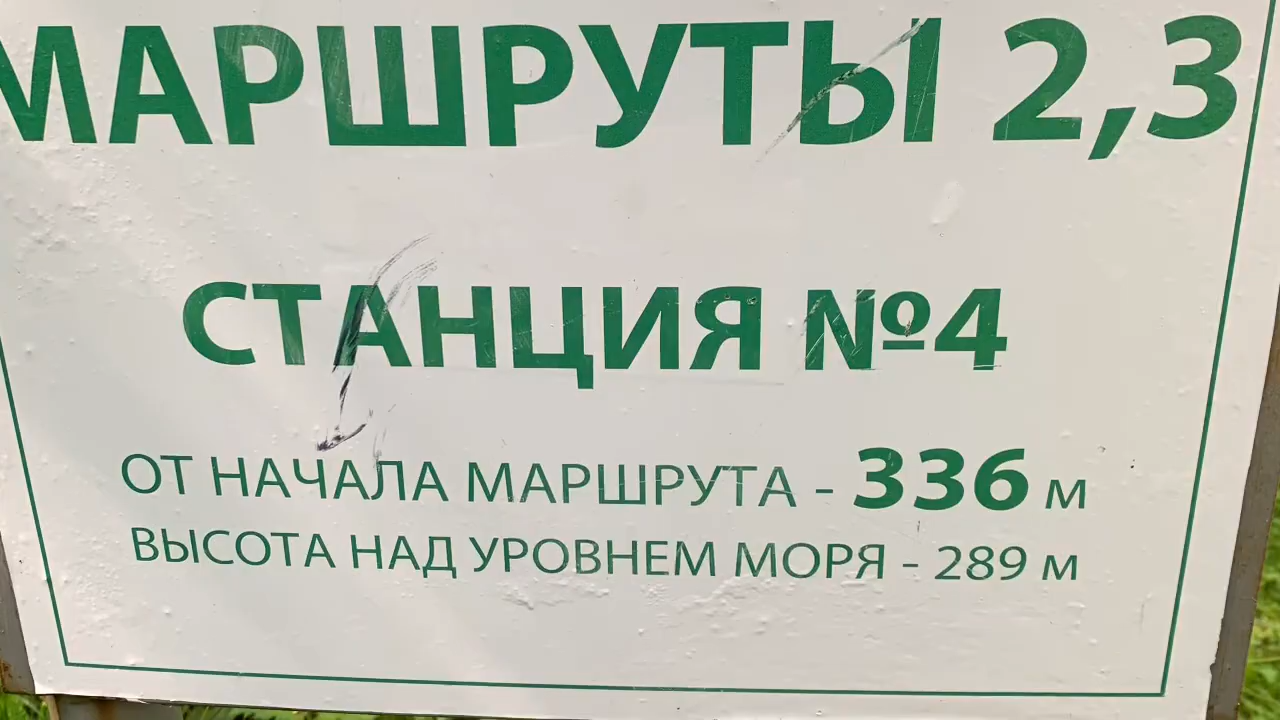 МАРШРУТЫ 2,3
СТАНЦИЯ №4
ОТ НАЧАЛА МАРШРУТА - 336 м
ВЫСОТА НАД УРОВНЕМ МОРЯ - 289 м